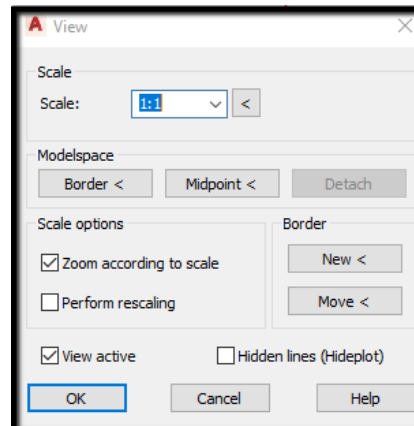 A View
Scale
Scale: 1:1 <
Modelspace
Border < Midpoint < Detach
Scale options Border
Zoom according to scale New <
Perform rescaling Move <
View active Hidden lines (Hideplot)
OK Cancel Help